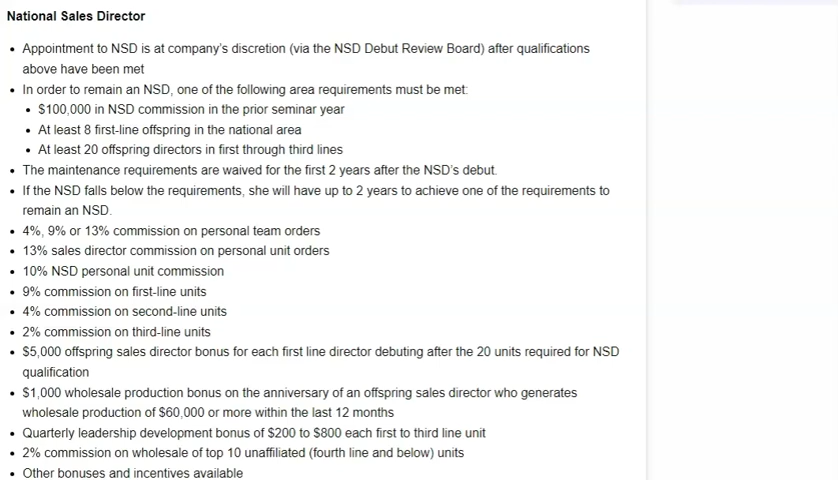 National Sales Director
• Appointment to NSD is at company's discretion (via the NSD Debut Review Board) after qualifications
above have been met
• In order to remain an NSD, one of the following area requirements must be met:
• $100,000 in NSD commission in the prior seminar year
• At least 8 first-line offspring in the national area
• At least 20 offspring directors in first through third lines
• The maintenance requirements are waived for the first 2 years after the NSD's debut.
• If the NSD falls below the requirements, she will have up to 2 years to achieve one of the requirements to
remain an NSD.
• 4%, 9% or 13% commission on personal team orders
• 13% sales director commission on personal unit orders
• 10% NSD personal unit commission
• 9% commission on first-line units
• 4% commission on second-line units
• 2% commission on third-line units
• $5,000 offspring sales director bonus for each first line director debuting after the 20 units required for NSD
qualification
• $1,000 wholesale production bonus on the anniversary of an offspring sales director who generates
wholesale production of $60,000 or more within the last 12 months
• Quarterly leadership development bonus of $200 to $800 each first to third line unit
• 2% commission on wholesale of top 10 unaffiliated (fourth line and below) units
• Other bonuses and incentives available